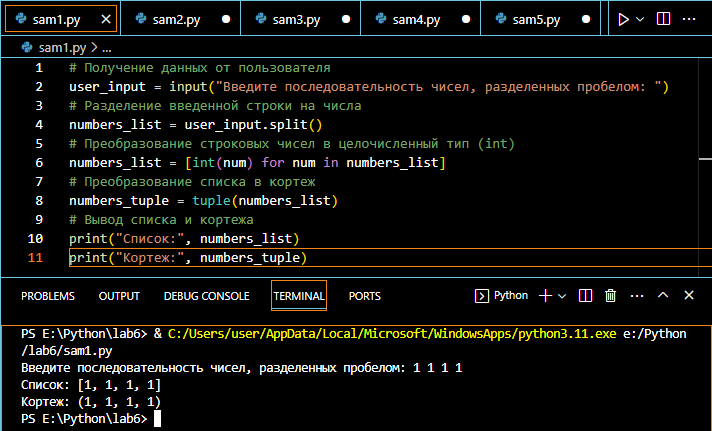 sam1.py sam2.py sam3.py sam4.py sam5.py
sam1.py > ...
1 # Получение данных от пользователя
2 user_input = input("Введите последовательность чисел, разделенных пробелом: ")
3 # Разделение введенной строки на числа
4 numbers_list = user_input.split()
5 # Преобразование строковых чисел в целочисленный тип (int)
6 numbers_list = [int(num) for num in numbers_list]
7 # Преобразование списка в кортеж
8 numbers_tuple = tuple(numbers_list)
9 # Вывод списка и кортежа
10 print("Список:", numbers_list)
11 print("Кортеж:", numbers_tuple)
PROBLEMS OUTPUT DEBUG CONSOLE TERMINAL PORTS Python
PS E:\Python\lab6> & C:/Users/user/AppData/Local/Microsoft/WindowsApps/python3.11.exe e:/Python
/lab6/sam1.py
Введите последовательность чисел, разделенных пробелом: 1 1 1 1
Список: [1, 1, 1, 1]
Кортеж: (1, 1, 1, 1)
PS E:\Python\lab6>